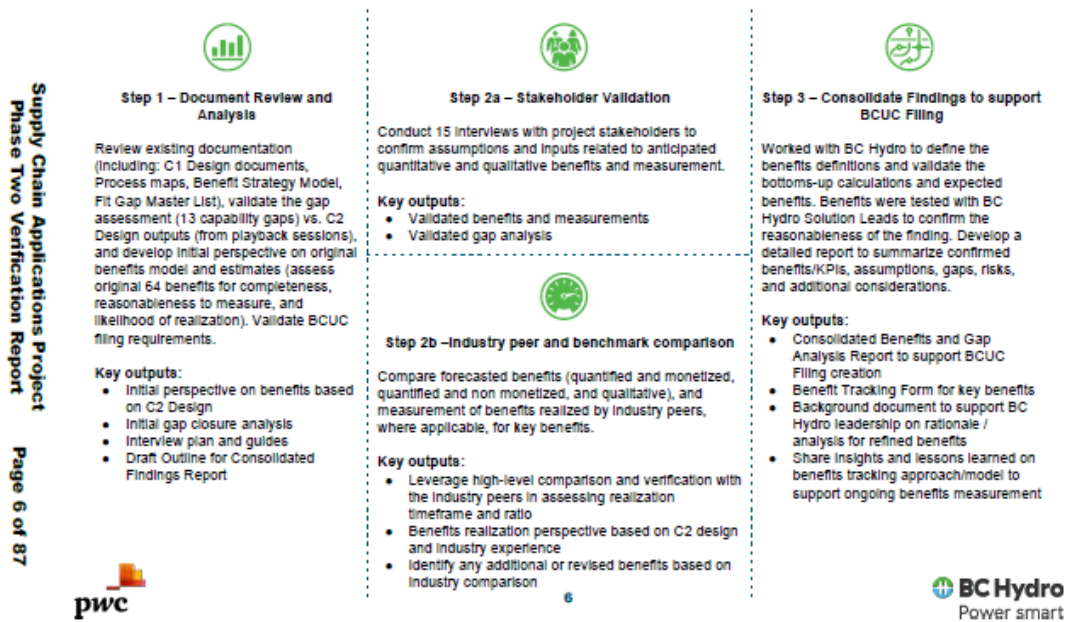 Supply Chain Applications Project
Phase Two Verification Report
Page 6 of 87
Step 1 – Document Review and
Analysis
Review existing documentation
(including: C1 Design documents,
Process maps, Benefit Strategy Model,
Fit Gap Master List), validate the gap
assessment (13 capability gaps) vs. C2
Design outputs (from playback sessions),
and develop initial perspective on original
benefits model and estimates (assess
original 64 benefits for completeness,
reasonableness to measure, and
likelihood of realization). Validate BCUC
filing requirements.
Key outputs:
• Initial perspective on benefits based
on C2 Design
• Initial gap closure analysis
• Interview plan and guides
• Draft Outline for Consolidated
Findings Report
Step 2a – Stakeholder Validation
Conduct 15 interviews with project stakeholders to
confirm assumptions and inputs related to anticipated
quantitative and qualitative benefits and measurement.
Key outputs:
• Validated benefits and measurements
• Validated gap analysis
Step 2b –Industry peer and benchmark comparison
Compare forecasted benefits (quantified and monetized,
quantified and non monetized, and qualitative), and
measurement of benefits realized by industry peers,
where applicable, for key benefits.
Key outputs:
• Leverage high-level comparison and verification with
the industry peers in assessing realization
timeframe and ratio
• Benefits realization perspective based on C2 design
and industry experience
• Identify any additional or revised benefits based on
industry comparison
Step 3 – Consolidate Findings to support
BCUC Filing
Worked with BC Hydro to define the
benefits definitions and validate the
bottoms-up calculations and expected
benefits. Benefits were tested with BC
Hydro Solution Leads to confirm the
reasonableness of the finding. Develop a
detailed report to summarize confirmed
benefits/KPIs, assumptions, gaps, risks,
and additional considerations.
Key outputs:
• Consolidated Benefits and Gap
Analysis Report to support BCUC
Filing creation
• Benefit Tracking Form for key benefits
• Background document to support BC
Hydro leadership on rationale /
analysis for refined benefits
• Share insights and lessons learned on
benefits tracking approach/model to
support ongoing benefits measurement
pwc
6
BC Hydro
Power smart